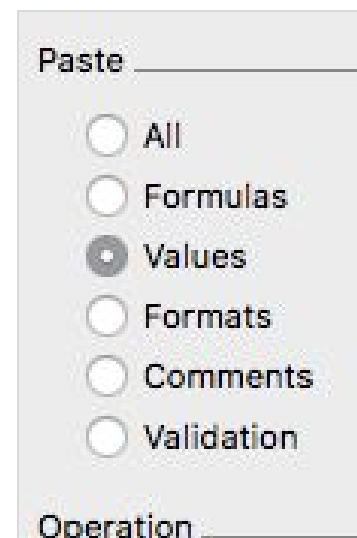 Paste
All
Formulas
Values
Formats
Comments
Validation
Operation